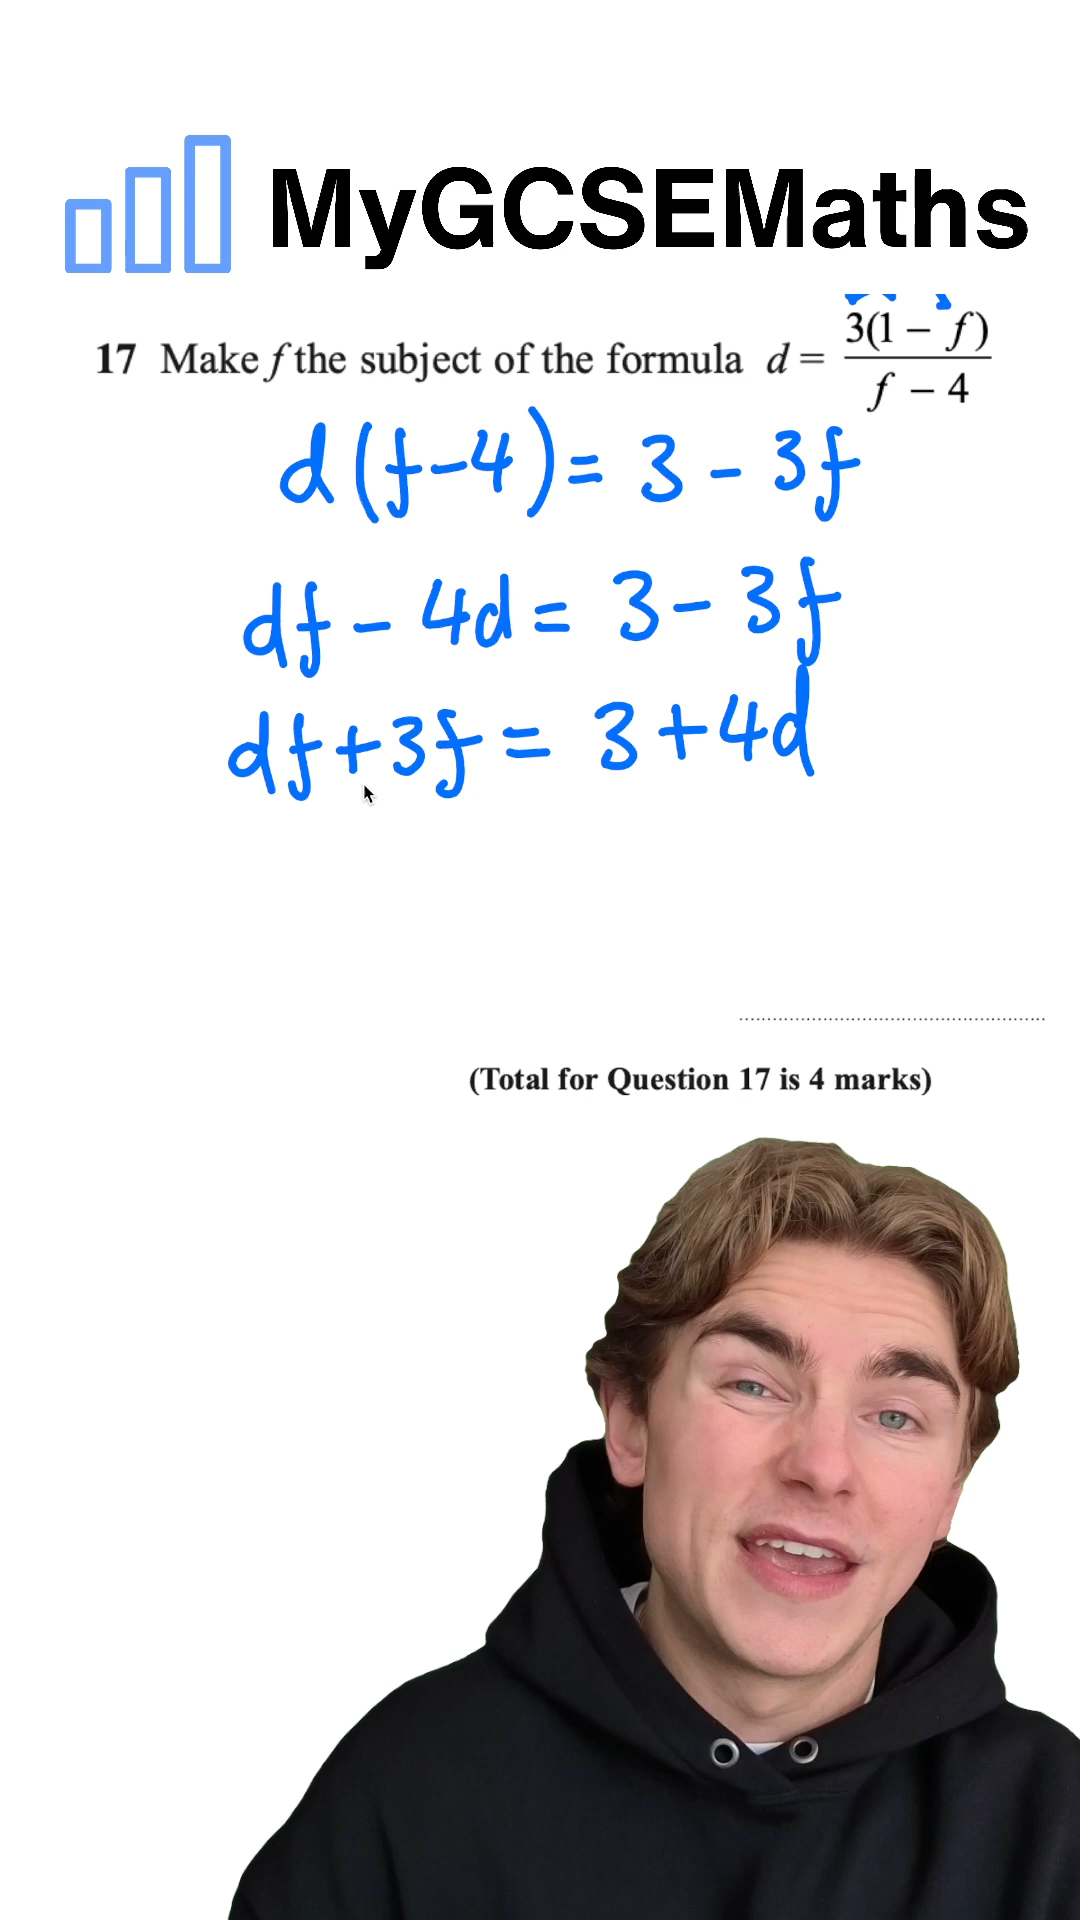 MyGCSEMaths
17 Make f the subject of the formula d = 3(1 – f) / f – 4
d(f-4) = 3 - 3f
df - 4d = 3 - 3f
df + 3f = 3 + 4d
(Total for Question 17 is 4 marks)